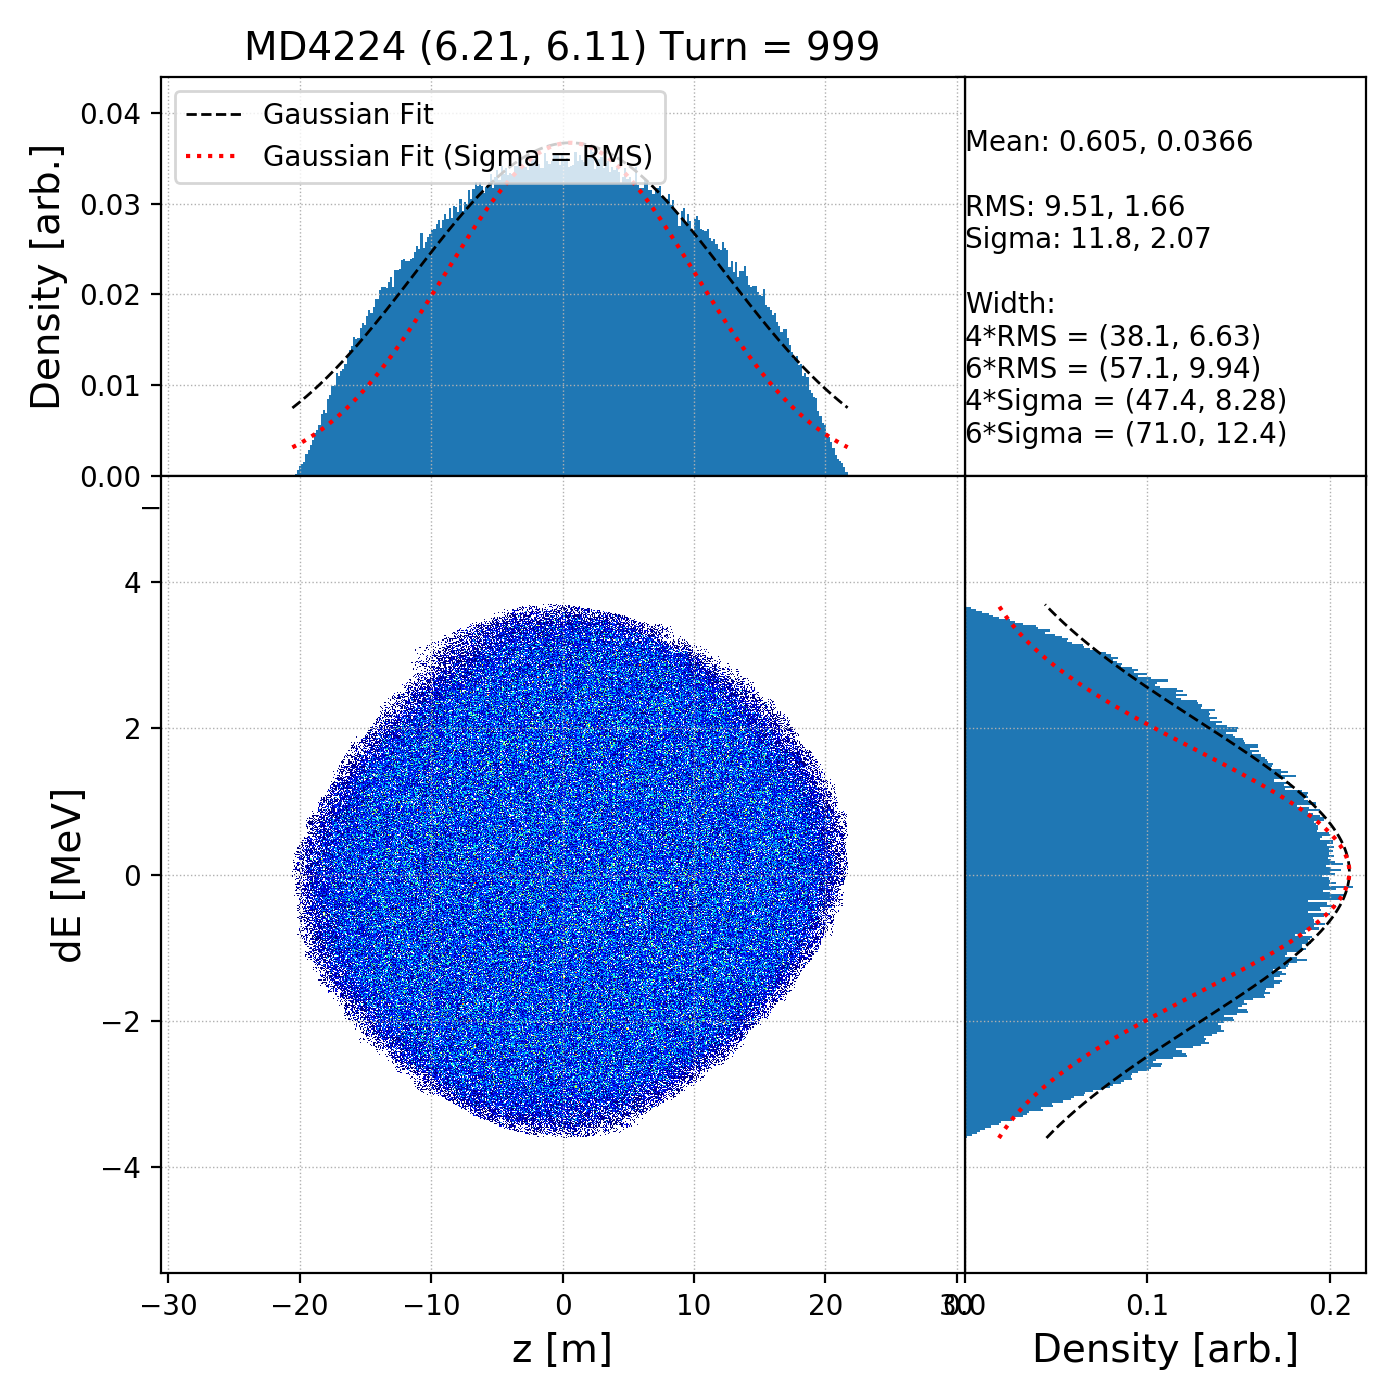 MD4224 (6.21, 6.11) Turn = 999
Density [arb.]
0.04
0.03
0.02
0.01
0.00
Gaussian Fit
Gaussian Fit (Sigma = RMS)
Mean: 0.605, 0.0366
RMS: 9.51, 1.66
Sigma: 11.8, 2.07
Width:
4*RMS = (38.1, 6.63)
6*RMS = (57.1, 9.94)
4*Sigma = (47.4, 8.28)
6*Sigma = (71.0, 12.4)
dE [MeV]
4
2
0
−2
−4
−30 −20 −10 0 10 20 30
z [m]
0.0 0.1 0.2
Density [arb.]